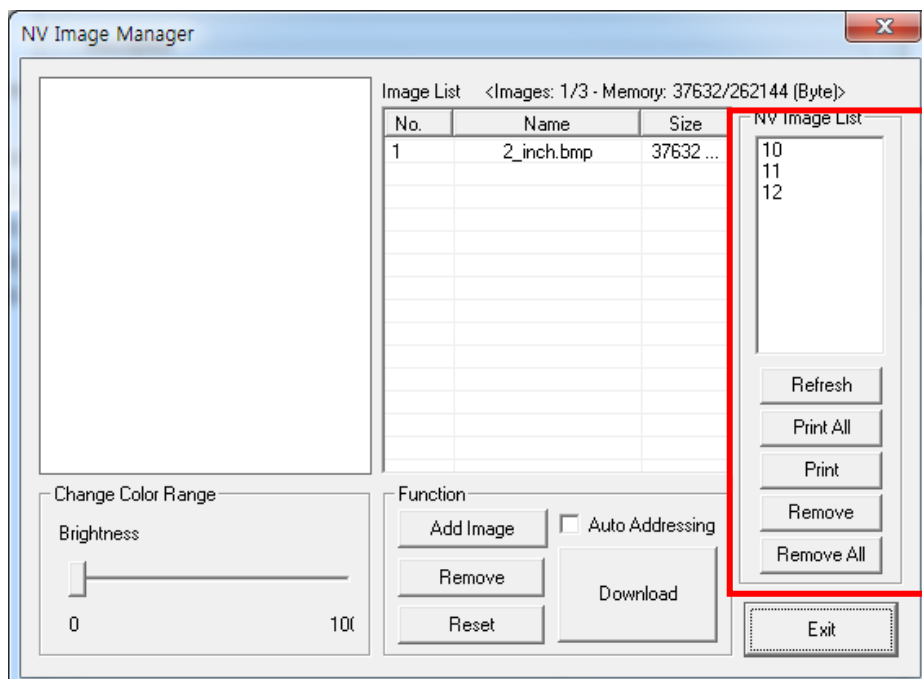 NV Image Manager
Image List <Images: 1/3 - Memory: 37632/262144 (Byte)>
No. Name Size
1 2_inch.bmp 37632 ...
NV Image List
10
11
12
Refresh
Print All
Print
Remove
Remove All
Change Color Range
Brightness
0 10(
Function
Add Image Auto Addressing
Remove
Download
Reset
Exit